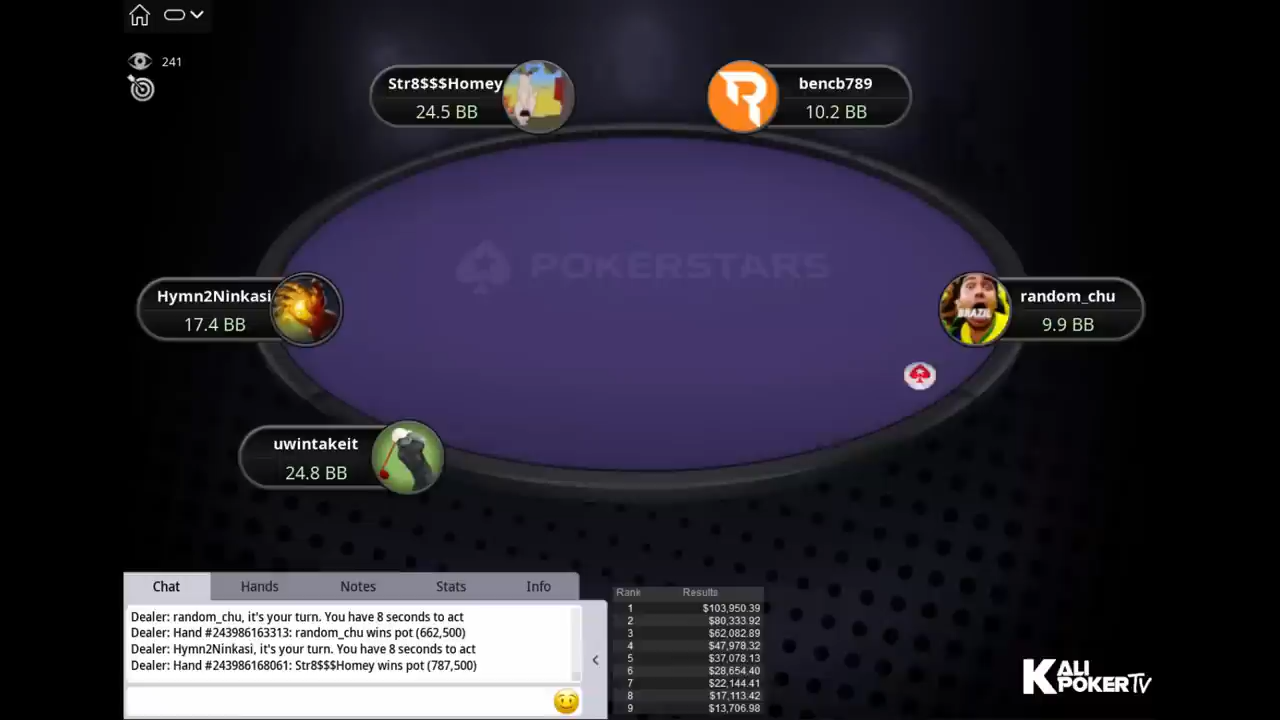 241
Str8$$$Homey
24.5 BB
bencb789
10.2 BB
POKERSTARS
Hymn2Ninkasi
17.4 BB
BRAZIL
random_chu
9.9 BB
uwintakeit
24.8 BB
Chat Hands Notes Stats Info
Dealer: random_chu, it's your turn. You have 8 seconds to act
Dealer: Hand #243986163313: random_chu wins pot (662,500)
Dealer: Hymn2Ninkasi, it's your turn. You have 8 seconds to act
Dealer: Hand #243986168061: Str8$$$Homey wins pot (787,500)
Rank Results
1 $103,950.39
2 $80,333.92
3 $62,082.89
4 $47,978.32
5 $37,078.13
6 $28,654.40
7 $22,144.41
8 $17,113.42
9 $13,706.98
KALI
POKERTV